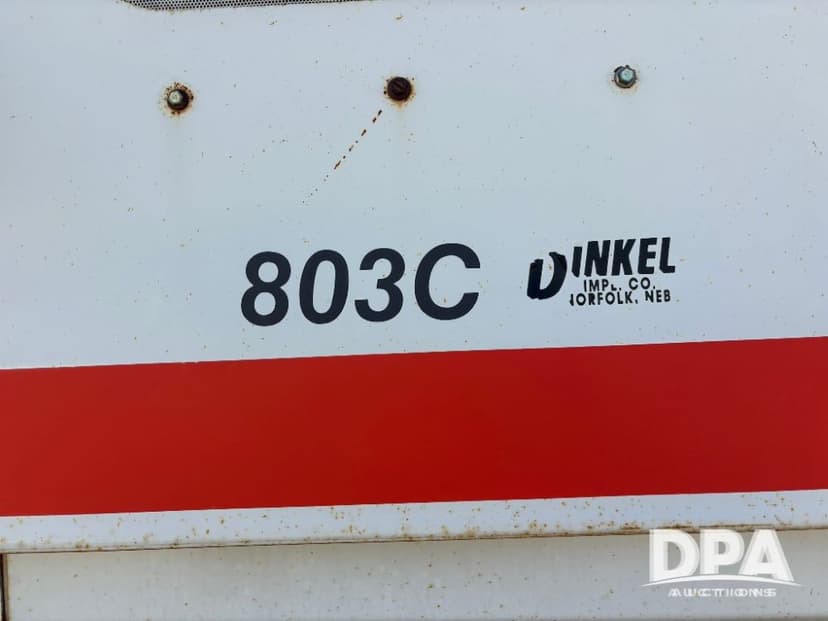 803C
DINKEL
IMPL. CO.
NORFOLK, NEB
DPA
AUCTIONS